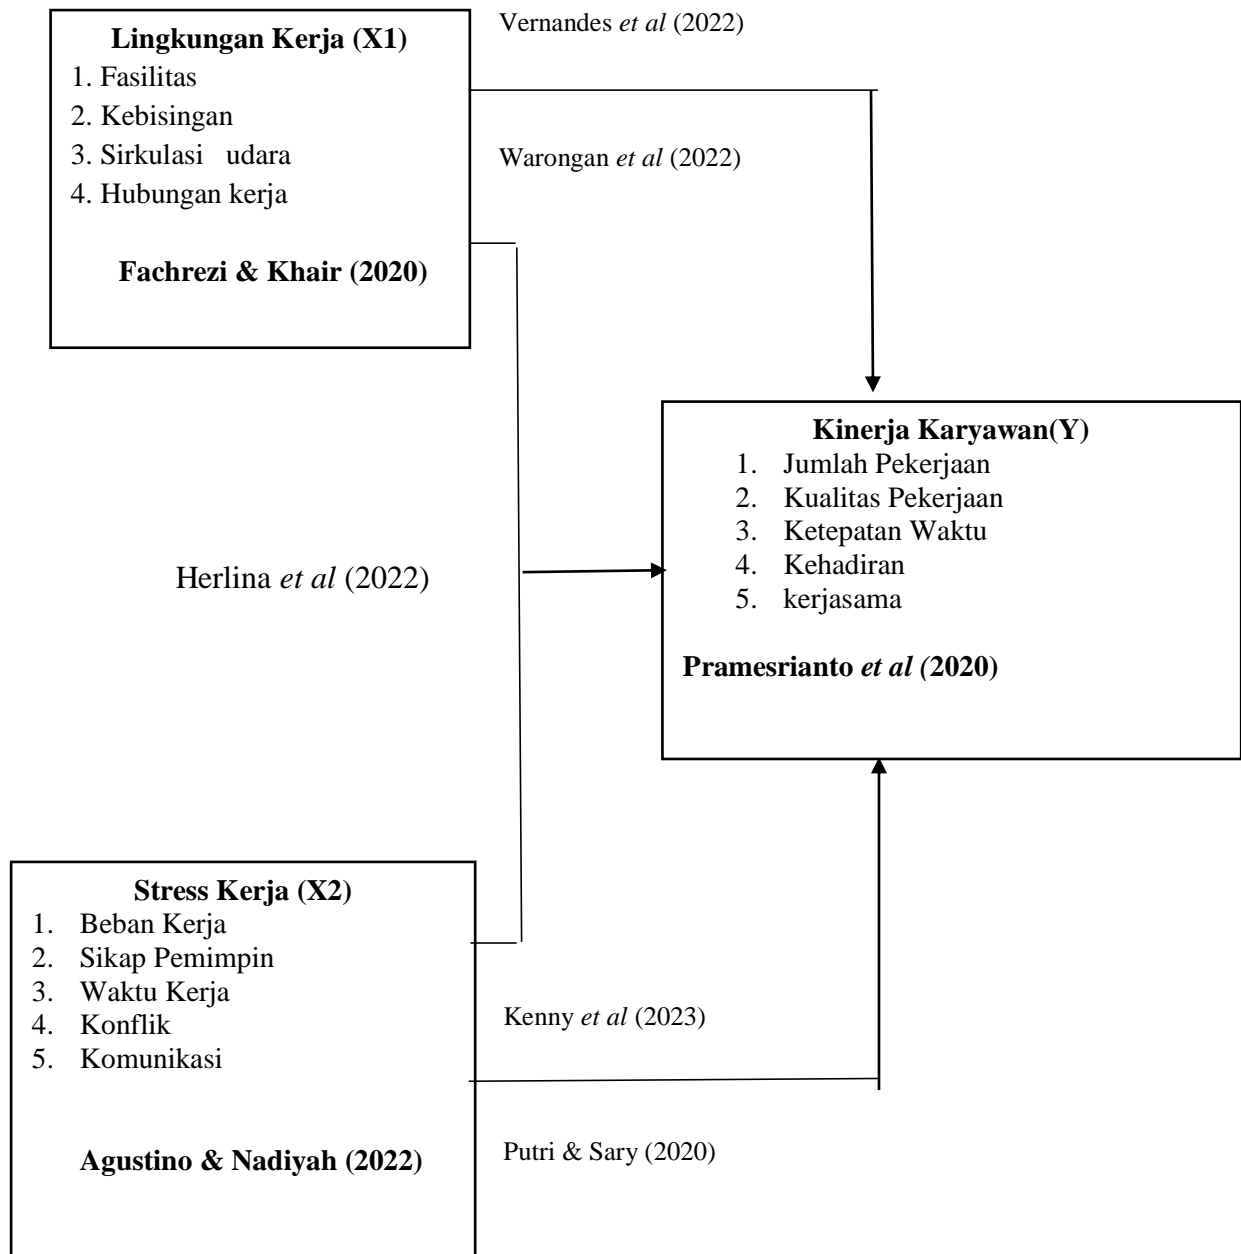 Vernandes et al (2022)
Lingkungan Kerja (X1)
1. Fasilitas
2. Kebisingan
3. Sirkulasi udara
4. Hubungan kerja
Fachrezi & Khair (2020)
Warongan et al (2022)
Kinerja Karyawan(Y)
1. Jumlah Pekerjaan
2. Kualitas Pekerjaan
3. Ketepatan Waktu
4. Kehadiran
5. kerjasama
Pramesrianto et al (2020)
Herlina et al (2022)
Stress Kerja (X2)
1. Beban Kerja
2. Sikap Pemimpin
3. Waktu Kerja
4. Konflik
5. Komunikasi
Agustino & Nadiyah (2022)
Kenny et al (2023)
Putri & Sary (2020)